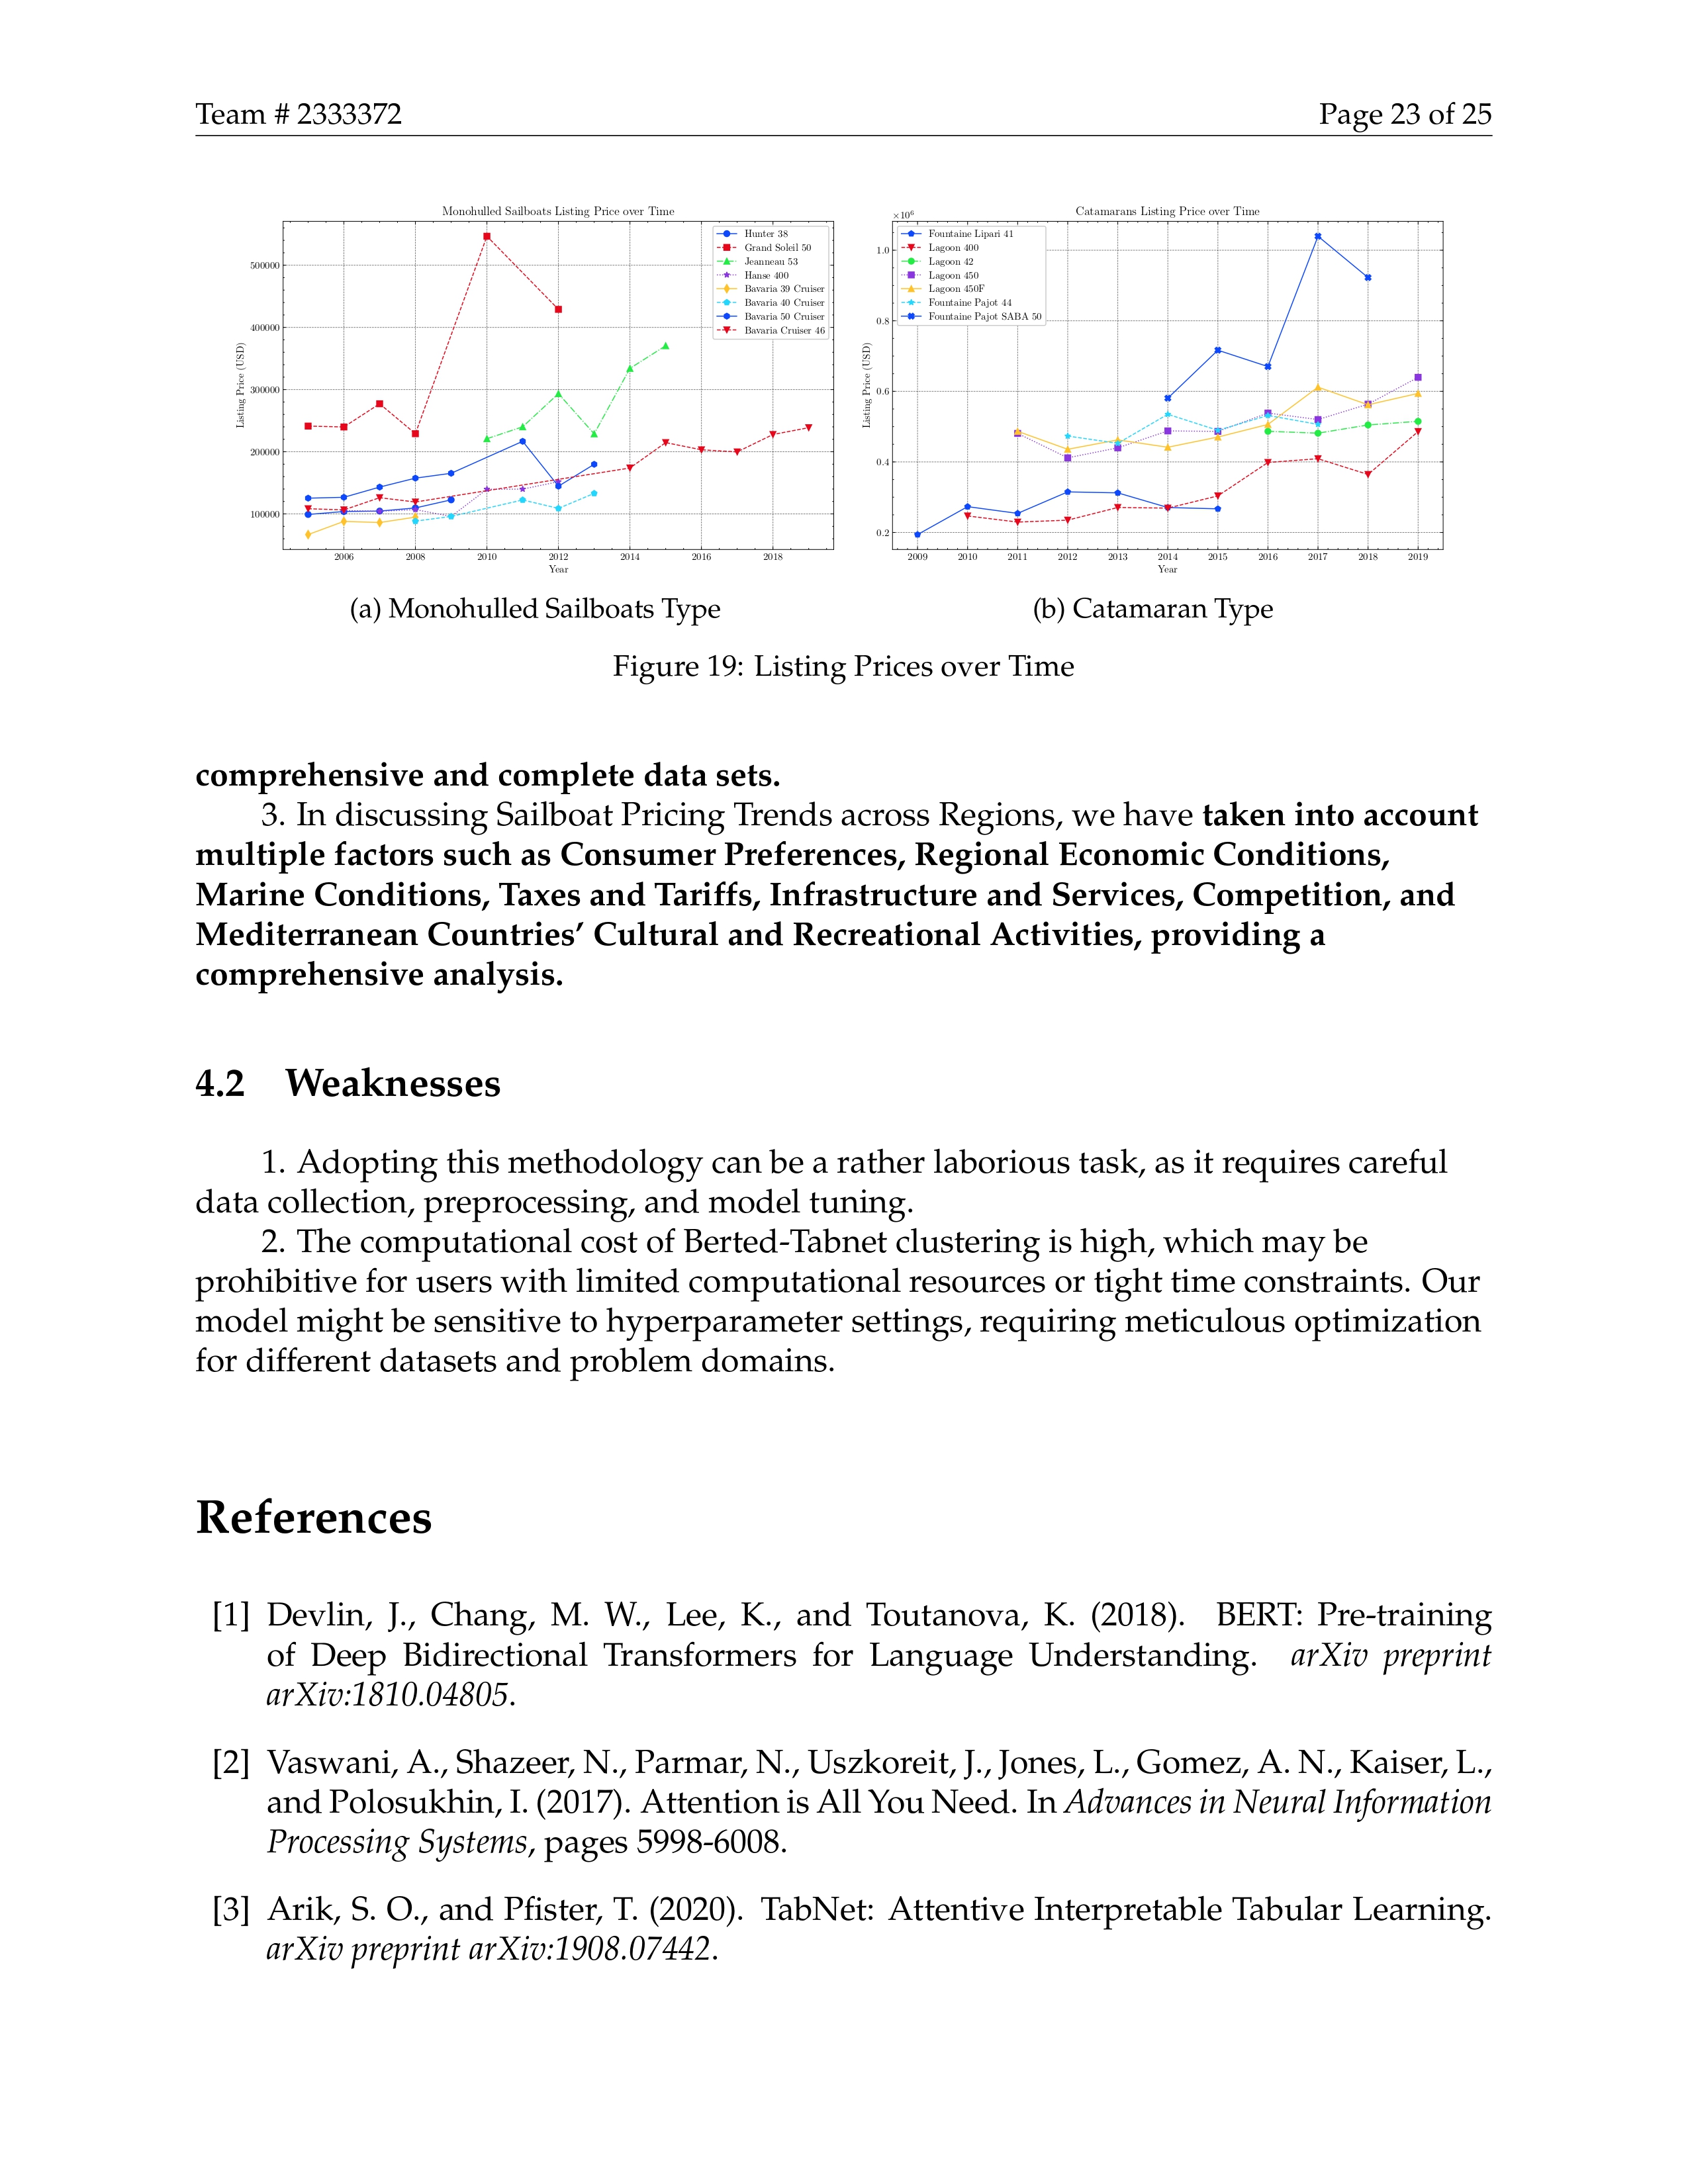 Team # 2333372 Page 23 of 25
Monohulled Sailboats Listing Price over Time
Listing Price (USD)
500000
400000
300000
200000
100000
2006 2008 2010 2012 2014 2016 2018
Year
Hunter 38
Grand Soleil 50
Jeanneau 53
Hanse 400
Bavaria 39 Cruiser
Bavaria 40 Cruiser
Bavaria 50 Cruiser
Bavaria Cruiser 46
(a) Monohulled Sailboats Type
Catamarans Listing Price over Time
×10⁶
Listing Price (USD)
1.0
0.8
0.6
0.4
0.2
2009 2010 2011 2012 2013 2014 2015 2016 2017 2018 2019
Year
Fountaine Lipari 41
Lagoon 400
Lagoon 42
Lagoon 450
Lagoon 450F
Fountaine Pajot 44
Fountaine Pajot SABA 50
(b) Catamaran Type
Figure 19: Listing Prices over Time
comprehensive and complete data sets.
3. In discussing Sailboat Pricing Trends across Regions, we have taken into account
multiple factors such as Consumer Preferences, Regional Economic Conditions,
Marine Conditions, Taxes and Tariffs, Infrastructure and Services, Competition, and
Mediterranean Countries’ Cultural and Recreational Activities, providing a
comprehensive analysis.
4.2 Weaknesses
1. Adopting this methodology can be a rather laborious task, as it requires careful
data collection, preprocessing, and model tuning.
2. The computational cost of Berted-Tabnet clustering is high, which may be
prohibitive for users with limited computational resources or tight time constraints. Our
model might be sensitive to hyperparameter settings, requiring meticulous optimization
for different datasets and problem domains.
References
[1] Devlin, J., Chang, M. W., Lee, K., and Toutanova, K. (2018). BERT: Pre-training
of Deep Bidirectional Transformers for Language Understanding. arXiv preprint
arXiv:1810.04805.
[2] Vaswani, A., Shazeer, N., Parmar, N., Uszkoreit, J., Jones, L., Gomez, A. N., Kaiser, L.,
and Polosukhin, I. (2017). Attention is All You Need. In Advances in Neural Information
Processing Systems, pages 5998-6008.
[3] Arik, S. O., and Pfister, T. (2020). TabNet: Attentive Interpretable Tabular Learning.
arXiv preprint arXiv:1908.07442.